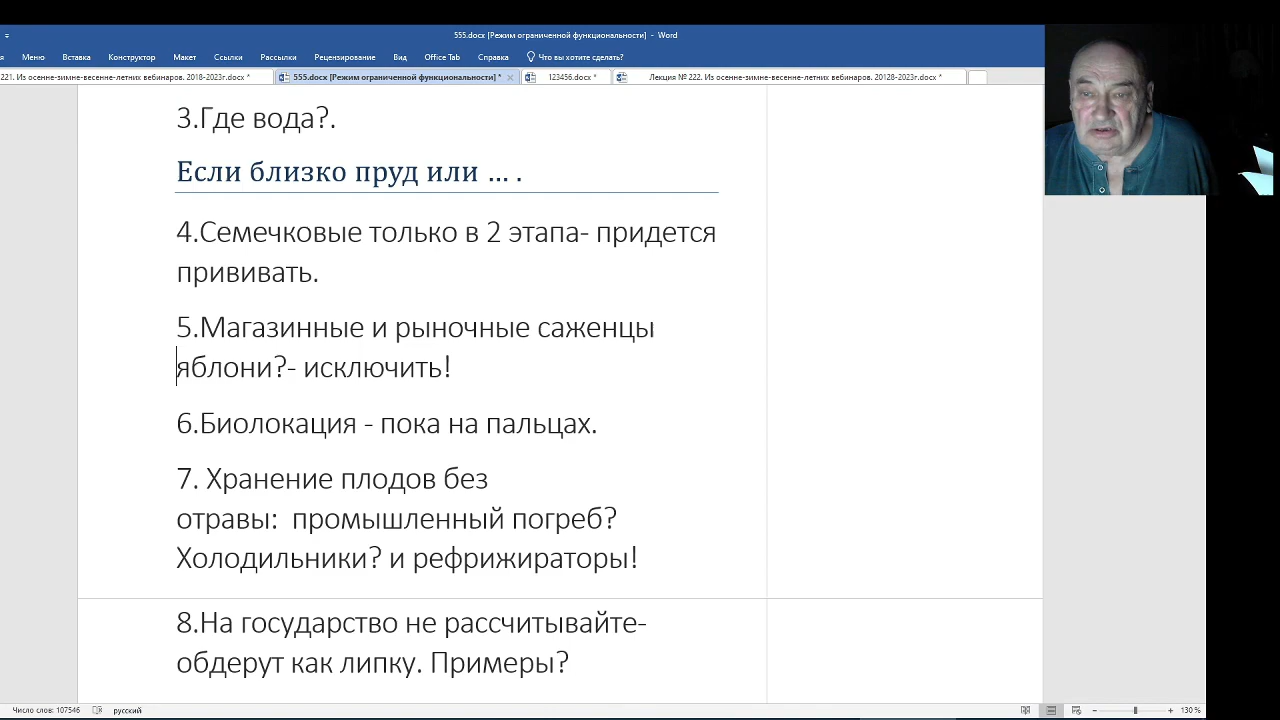 555.docx [Режим ограниченной функциональности] - Word
я Меню Вставка Конструктор Макет Ссылки Рассылки Рецензирование Вид Office Tab Справка Что вы хотите сделать?
221. Из осенне-зимне-весенне-летних вебинаров. 2018-2023г.docx * 555.docx [Режим ограниченной функциональности] * 123456.docx * Лекция № 222. Из осенне-зимне-весенне-летних вебинаров. 20128-2023г.docx *
3.Где вода?.
Если близко пруд или ... .
4.Семечковые только в 2 этапа- придется
прививать.
5.Магазинные и рыночные саженцы
яблони?- исключить!
6.Биолокация - пока на пальцах.
7. Хранение плодов без
отравы: промышленный погреб?
Холодильники? и рефрижираторы!
8.На государство не рассчитывайте-
обдерут как липку. Примеры?
Число слов: 107546 русский 130 %